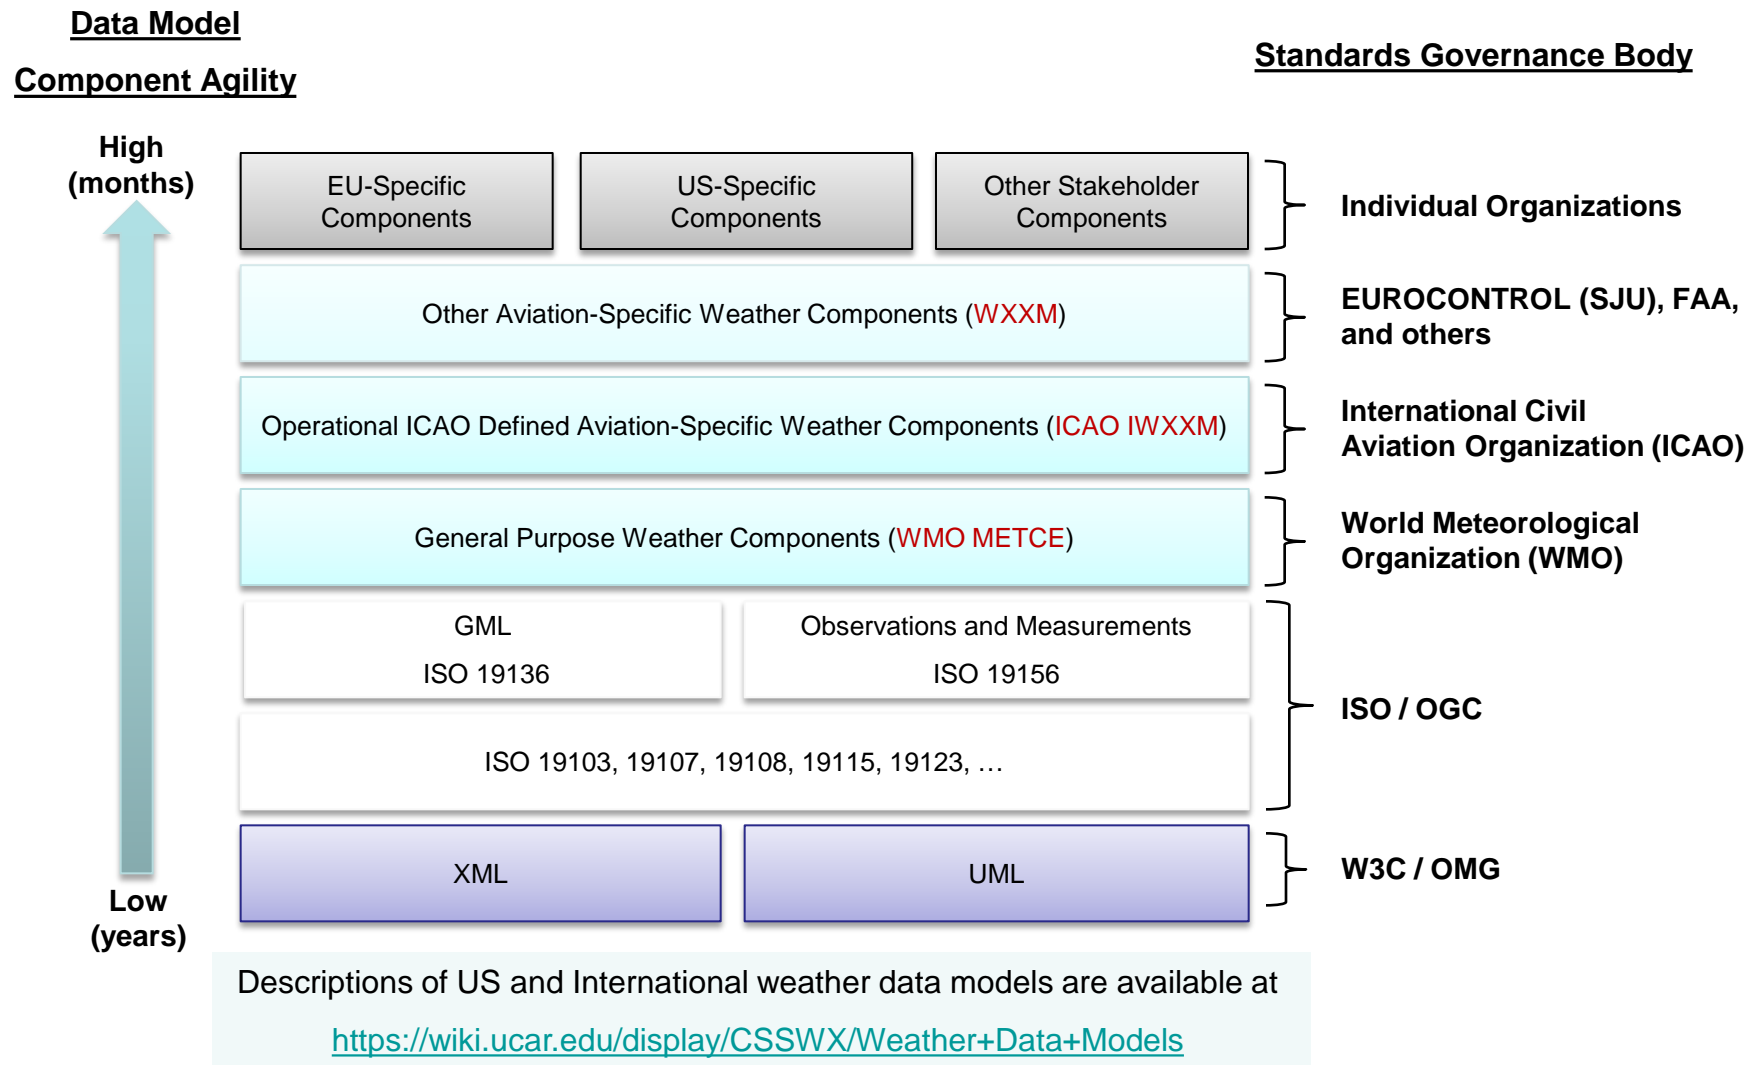 Data Model
Component Agility
Standards Governance Body
High
(months)
EU-Specific
Components
US-Specific
Components
Other Stakeholder
Components
Individual Organizations
Other Aviation-Specific Weather Components (WXXM)
EUROCONTROL (SJU), FAA,
and others
Operational ICAO Defined Aviation-Specific Weather Components (ICAO IWXXM)
International Civil
Aviation Organization (ICAO)
General Purpose Weather Components (WMO METCE)
World Meteorological
Organization (WMO)
GML
ISO 19136
Observations and Measurements
ISO 19156
ISO / OGC
ISO 19103, 19107, 19108, 19115, 19123, …
XML
UML
W3C / OMG
Low
(years)
Descriptions of US and International weather data models are available at
https://wiki.ucar.edu/display/CSSWX/Weather+Data+Models